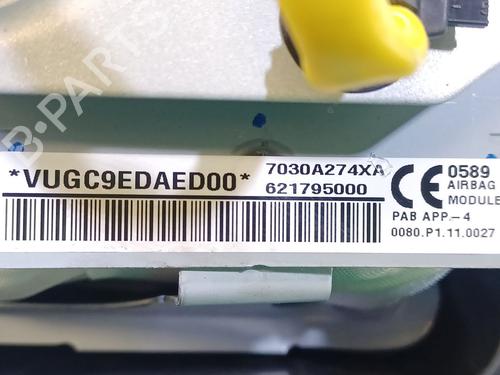 B-PARTS
*VUGC9EDAED00*
7030A274XA
621795000
CE 0589
AIRBAG
MODULE
PAB APP.-4
0080.P1.11.0027